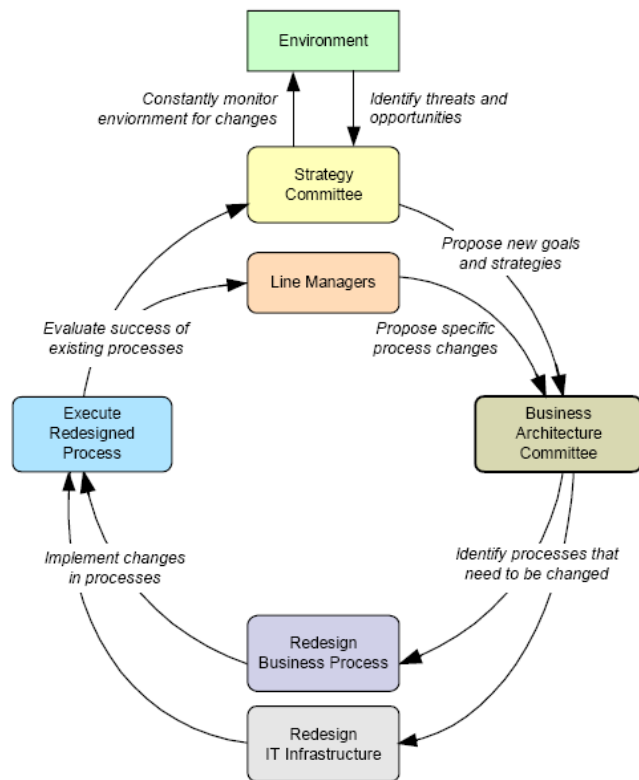 Environment
Constantly monitor
enviornment for changes
Identify threats and
opportunities
Strategy
Committee
Propose new goals
and strategies
Line Managers
Evaluate success of
existing processes
Propose specific
process changes
Execute
Redesigned
Process
Business
Architecture
Committee
Implement changes
in processes
Identify processes that
need to be changed
Redesign
Business Process
Redesign
IT Infrastructure